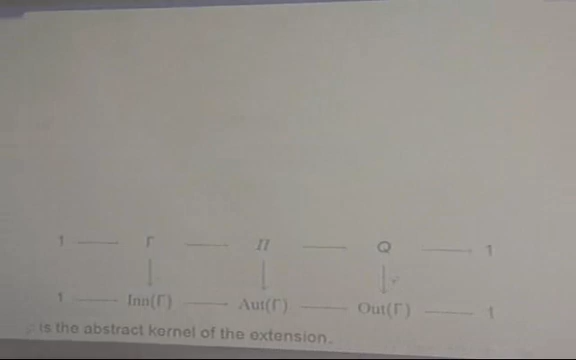 1 Γ Π Q 1
φ
1 Inn(Γ) Aut(Γ) Out(Γ) 1
is the abstract kernel of the extension.